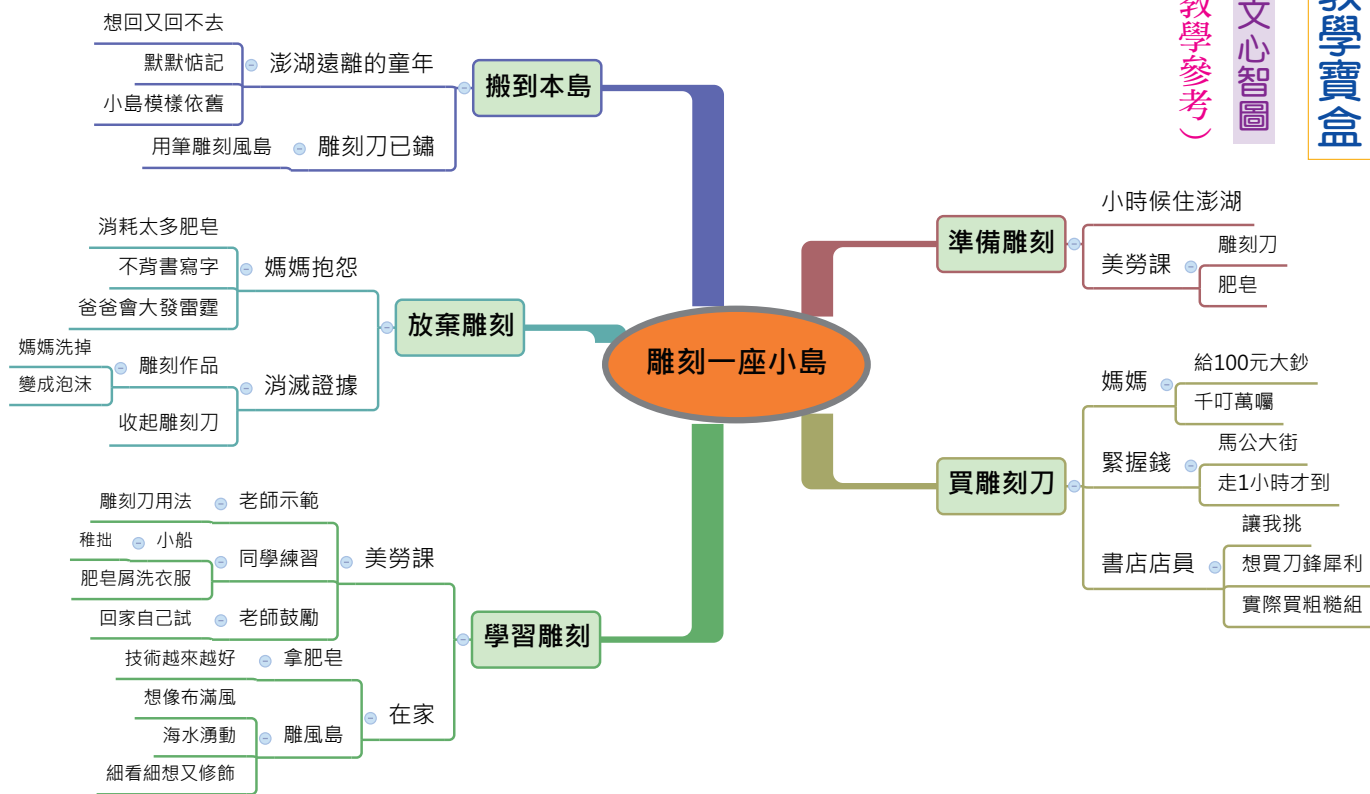 教學寶盒
文心智圖
教學參考）
雕刻一座小島
準備雕刻
小時候住澎湖
美勞課
雕刻刀
肥皂
買雕刻刀
媽媽
給100元大鈔
千叮萬囑
緊握錢
馬公大街
走1小時才到
書店店員
讓我挑
想買刀鋒犀利
實際買粗糙組
學習雕刻
美勞課
老師示範
雕刻刀用法
同學練習
小船
稚拙
肥皂屑洗衣服
老師鼓勵
回家自己試
在家
拿肥皂
技術越來越好
雕風島
想像布滿風
海水湧動
細看細想又修飾
放棄雕刻
媽媽抱怨
消耗太多肥皂
不背書寫字
爸爸會大發雷霆
消滅證據
雕刻作品
媽媽洗掉
變成泡沫
收起雕刻刀
搬到本島
澎湖遠離的童年
想回又回不去
默默惦記
小島模樣依舊
雕刻刀已鏽
用筆雕刻風島